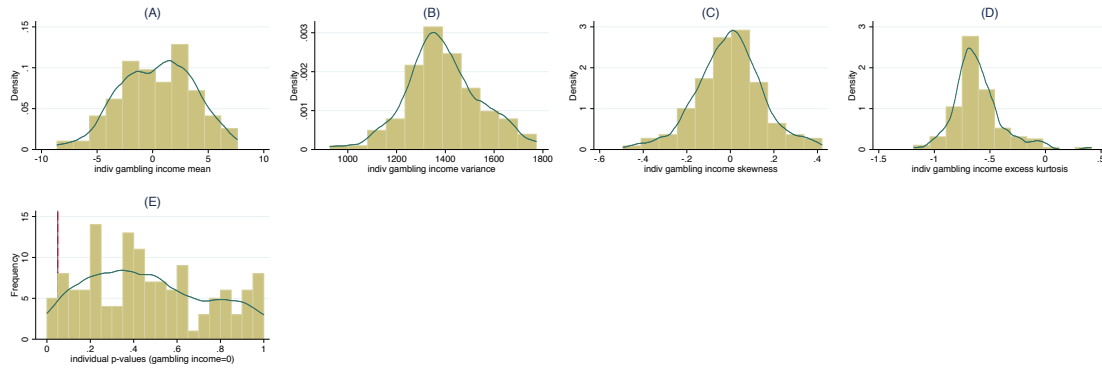 (A)
Density
0 .05 .1 .15
-10 -5 0 5 10
indiv gambling income mean
(B)
Density
0 .001 .002 .003
1000 1200 1400 1600 1800
indiv gambling income variance
(C)
Density
0 1 2 3
-.6 -.4 -.2 0 .2 .4
indiv gambling income skewness
(D)
Density
0 1 2 3
-1.5 -1 -.5 0 .5
indiv gambling income excess kurtosis
(E)
Frequency
0 5 10 15
0 .2 .4 .6 .8 1
individual p-values (gambling income=0)